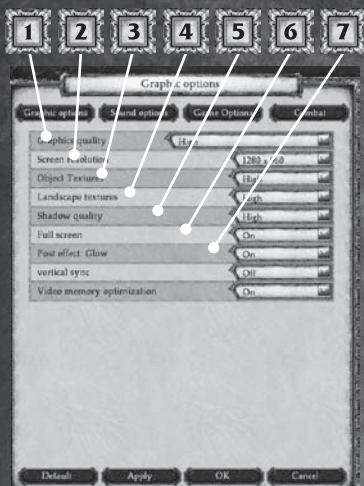 1 2 3 4 5 6 7
Graphic options
Graphic options Sound options Game Options Combat
Graphics quality High
Screen resolution 1280 x 960
Object Textures High
Landscape textures High
Shadow quality High
Full screen On
Post effect: Glow On
vertical sync Off
Video memory optimization On
Default Apply OK Cancel